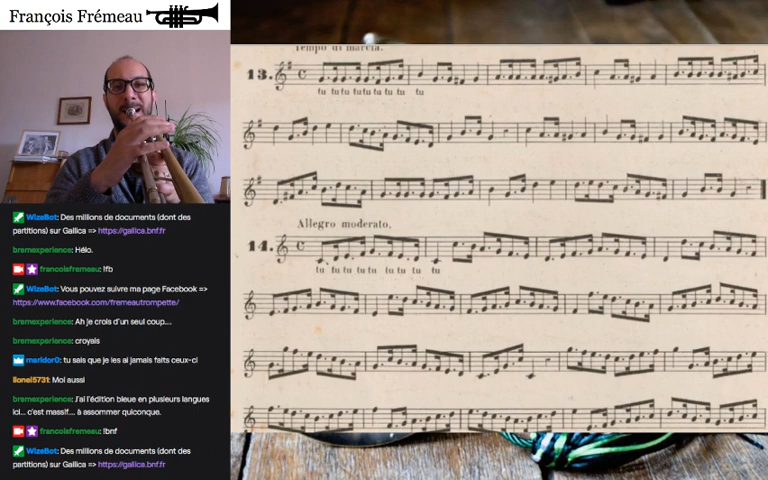 François Frémeau
WizeBot: Des millions de documents (dont des
partitions) sur Gallica => https://gallica.bnf.fr
bremexperience: Hélo.
francoisfremeau: !fb
WizeBot: Vous pouvez suivre ma page Facebook =>
https://www.facebook.com/fremeautrompette/
bremexperience: Ah je crois d'un seul coup....
bremexperience: croyais
meridor0: tu sais que je les ai jamais faits ceux-ci
lionel5731: Moi aussi
bremexperience: J'ai l'édition bleue en plusieurs langues
ici... c'est massif.... à assommer quiconque.
francoisfremeau: !bnf
WizeBot: Des millions de documents (dont des
partitions) sur Gallica => https://gallica.bnf.fr
Tempo di marcia.
13.
tu tu tu tu tu tu tu tu
Allegro moderato.
14.
tu tu tu tu tu tu tu tu